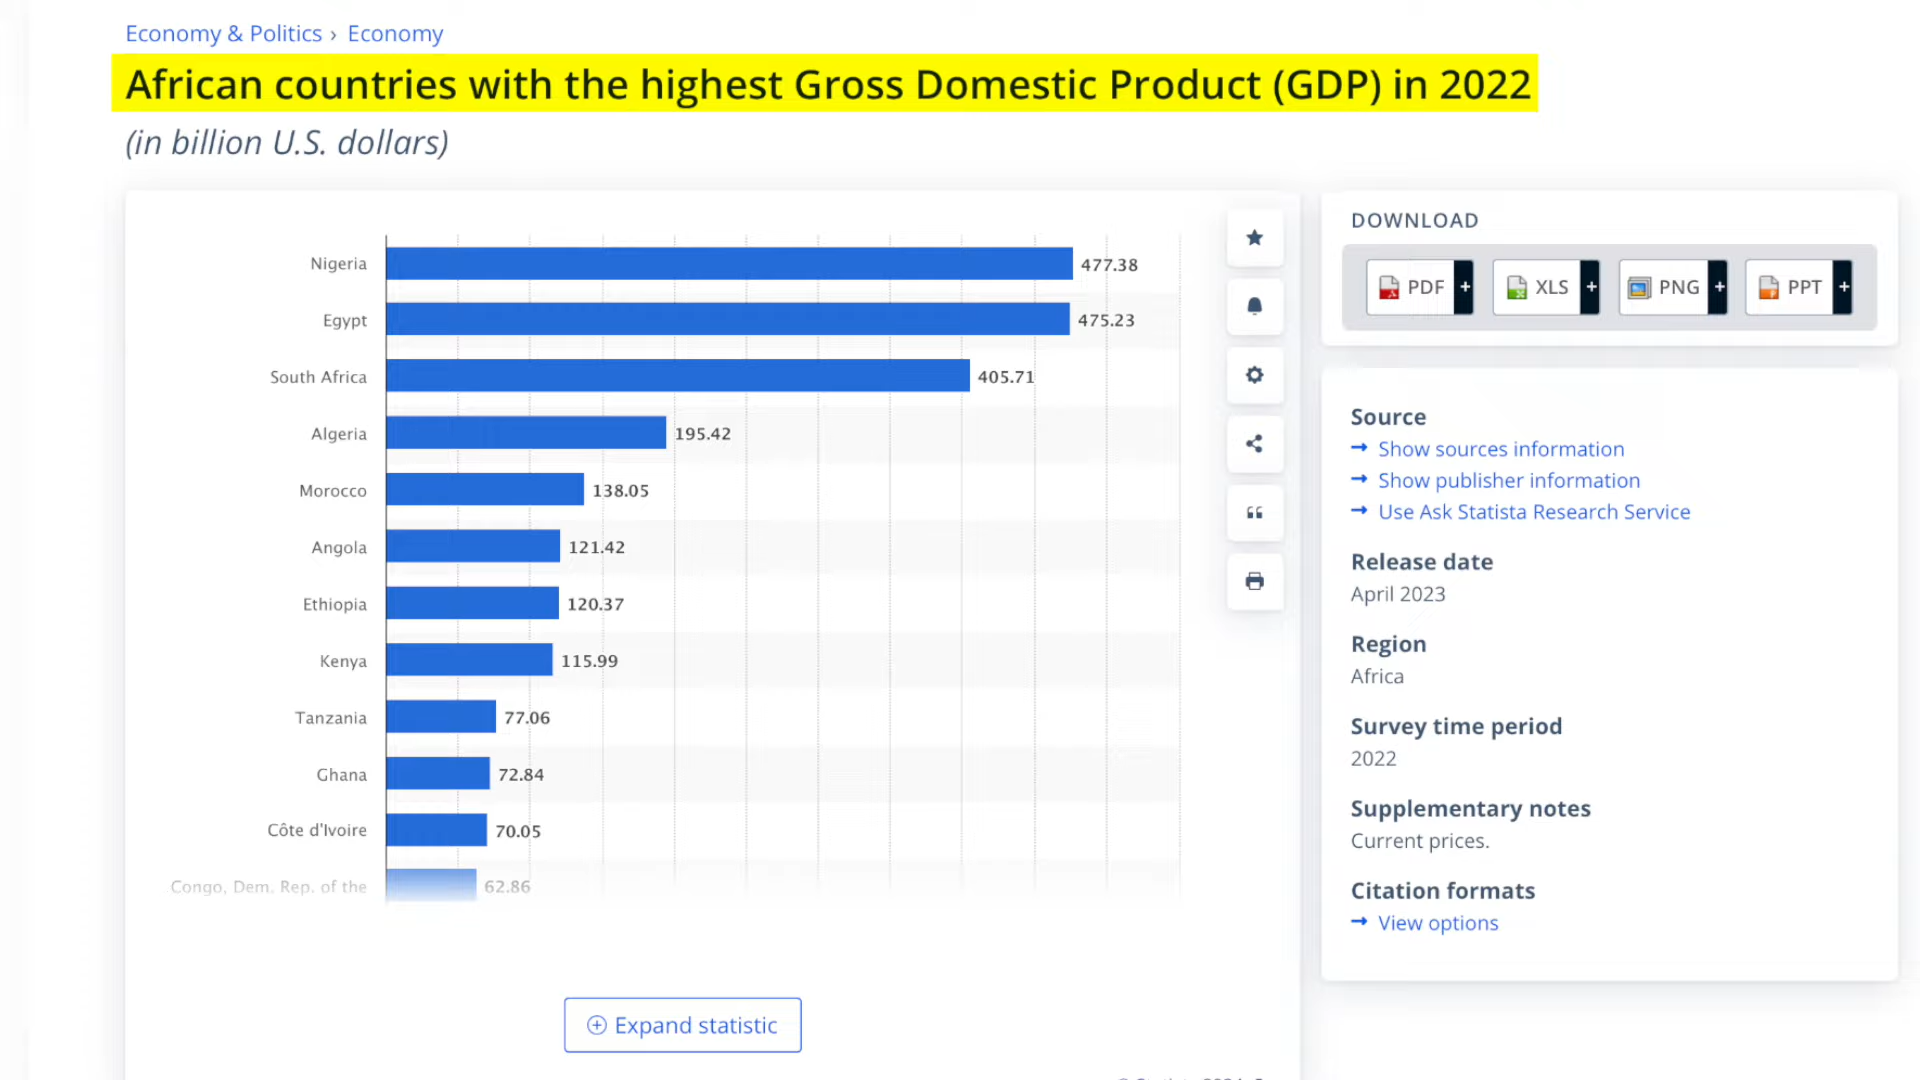 Economy & Politics › Economy
African countries with the highest Gross Domestic Product (GDP) in 2022
(in billion U.S. dollars)
Nigeria 477.38
Egypt 475.23
South Africa 405.71
Algeria 195.42
Morocco 138.05
Angola 121.42
Ethiopia 120.37
Kenya 115.99
Tanzania 77.06
Ghana 72.84
Côte d'Ivoire 70.05
Congo, Dem. Rep. of the 62.86
+ Expand statistic
DOWNLOAD
PDF + XLS + PNG + PPT +
Source
→ Show sources information
→ Show publisher information
→ Use Ask Statista Research Service
Release date
April 2023
Region
Africa
Survey time period
2022
Supplementary notes
Current prices.
Citation formats
→ View options